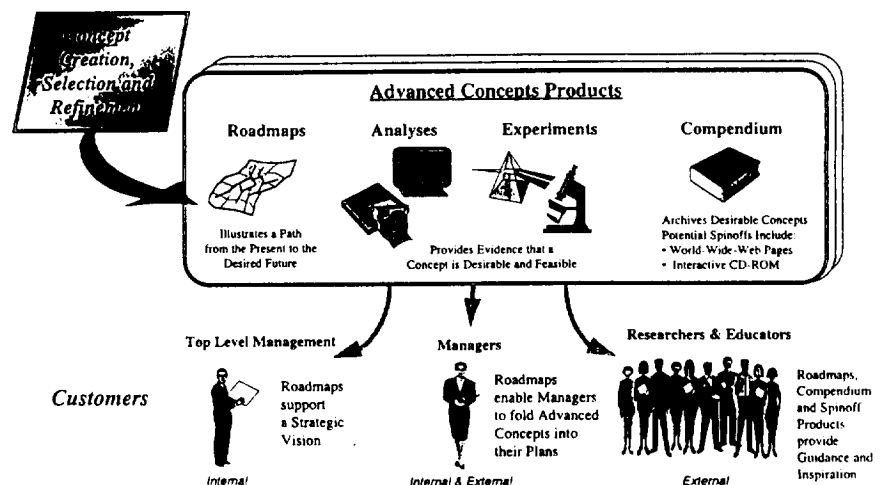 Concept
Creation,
Selection and
Refinement
Advanced Concepts Products
Roadmaps
Analyses
Experiments
Compendium
Illustrates a Path
from the Present to the
Desired Future
Provides Evidence that a
Concept is Desirable and Feasible
Archives Desirable Concepts
Potential Spinoffs Include:
• World-Wide-Web Pages
• Interactive CD-ROM
Customers
Top Level Management
Roadmaps
support
a Strategic
Vision
Internal
Managers
Roadmaps
enable Managers
to fold Advanced
Concepts into
their Plans
Internal & External
Researchers & Educators
Roadmaps,
Compendium
and Spinoff
Products
provide
Guidance and
Inspiration
External